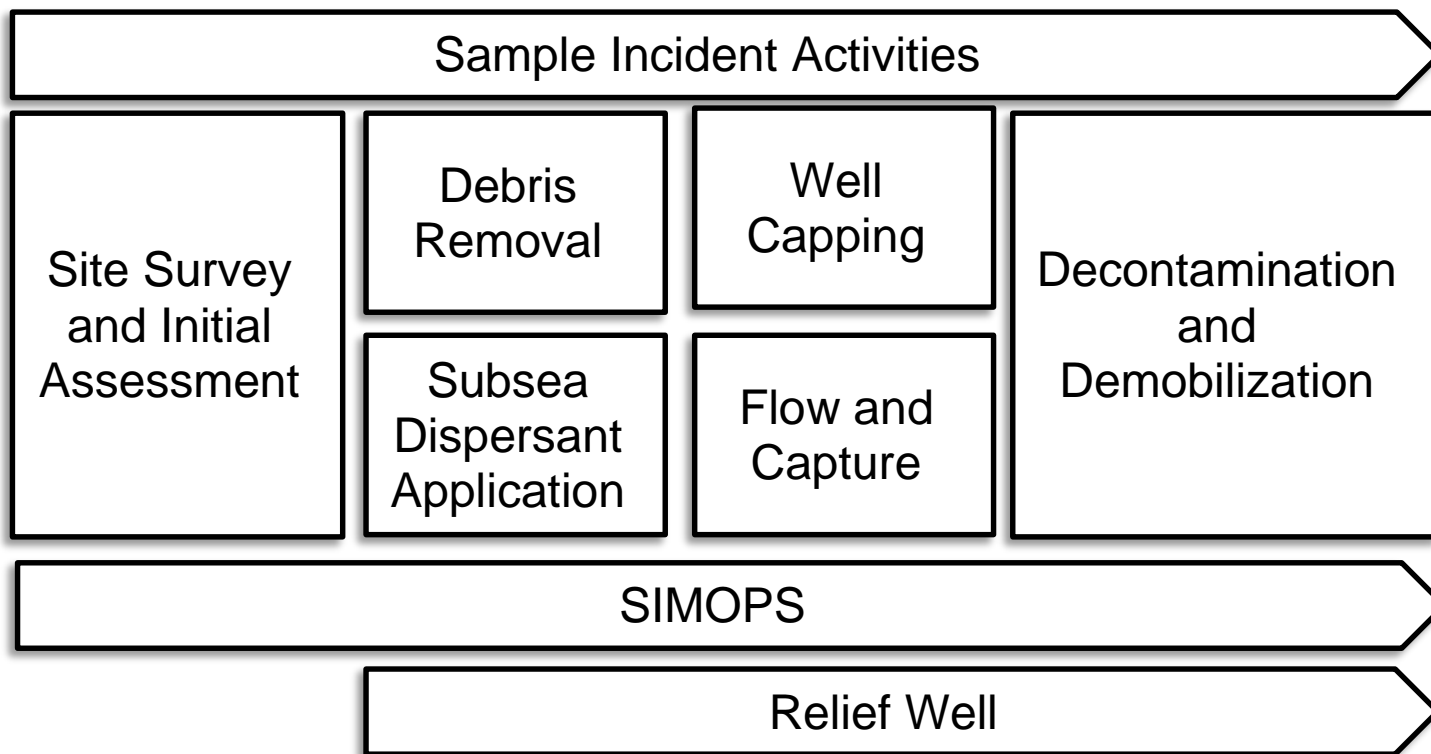 Sample Incident Activities
Site Survey
and Initial
Assessment
Debris
Removal
Subsea
Dispersant
Application
Well
Capping
Flow and
Capture
Decontamination
and
Demobilization
SIMOPS
Relief Well